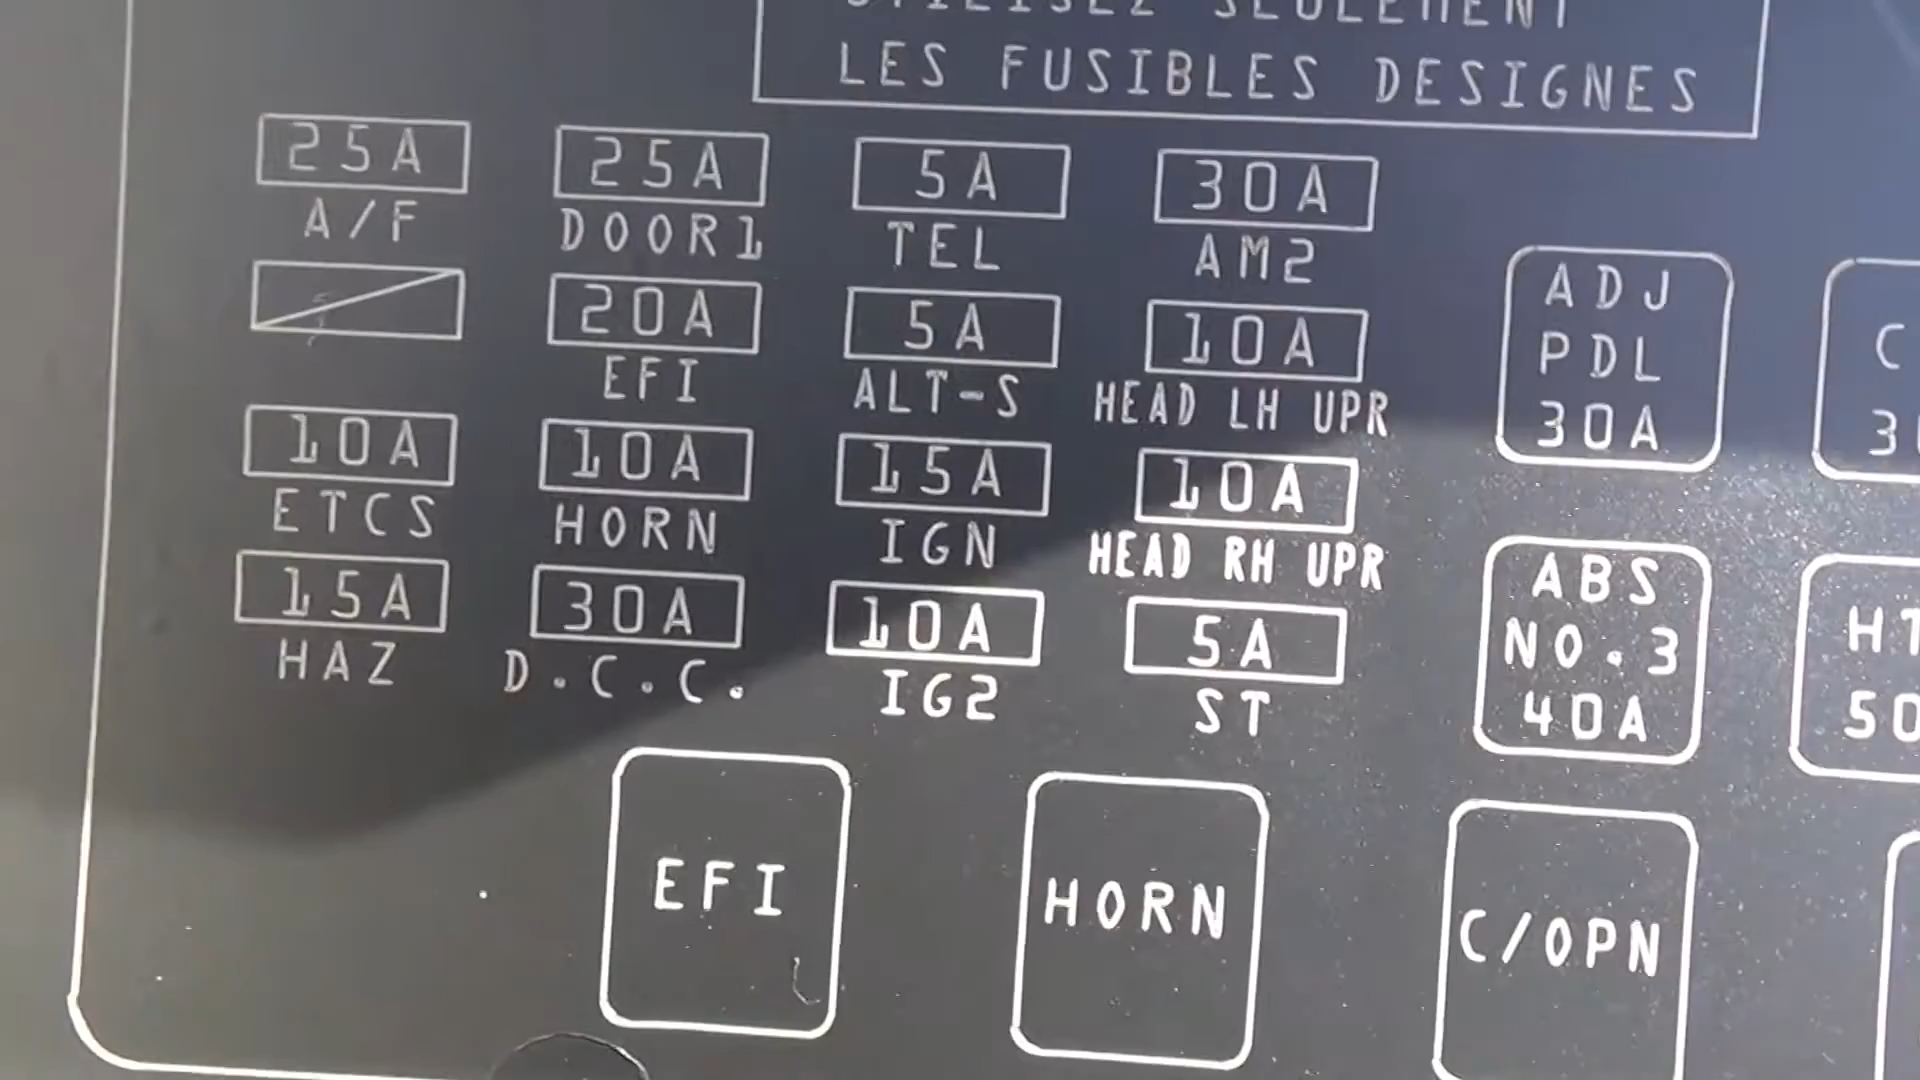 UTILISEZ SEULEMENT
LES FUSIBLES DESIGNES
25A 25A 5A 30A
A/F DOOR1 TEL AM2
20A 5A 10A
EFI ALT-S HEAD LH UPR
ADJ
PDL
30A
10A 10A 15A 10A
ETCS HORN IGN HEAD RH UPR
15A 30A 10A 5A
HAZ D.C.C. IG2 ST
ABS
NO.3
40A
EFI HORN C/OPN